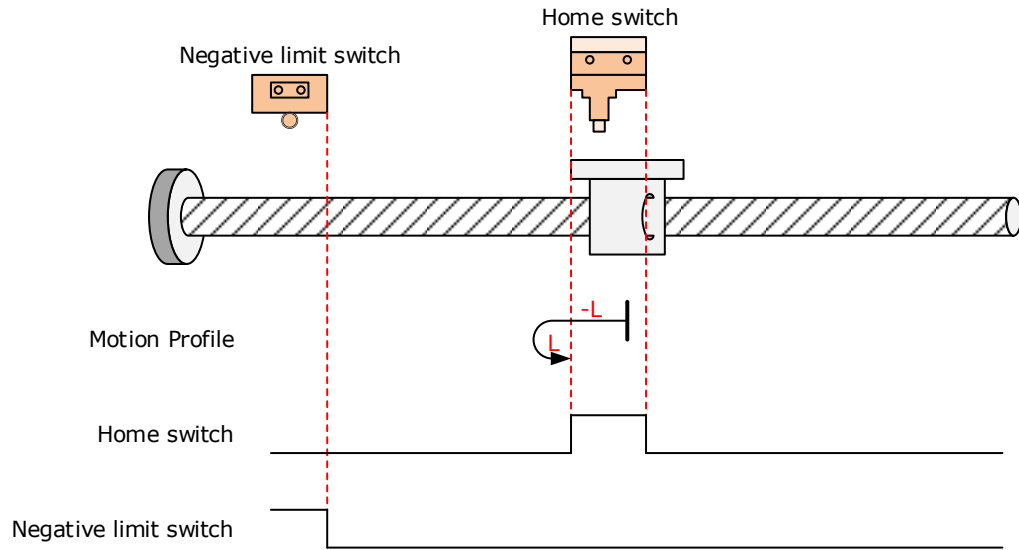 Home switch
Negative limit switch
-L
L
Motion Profile
Home switch
Negative limit switch